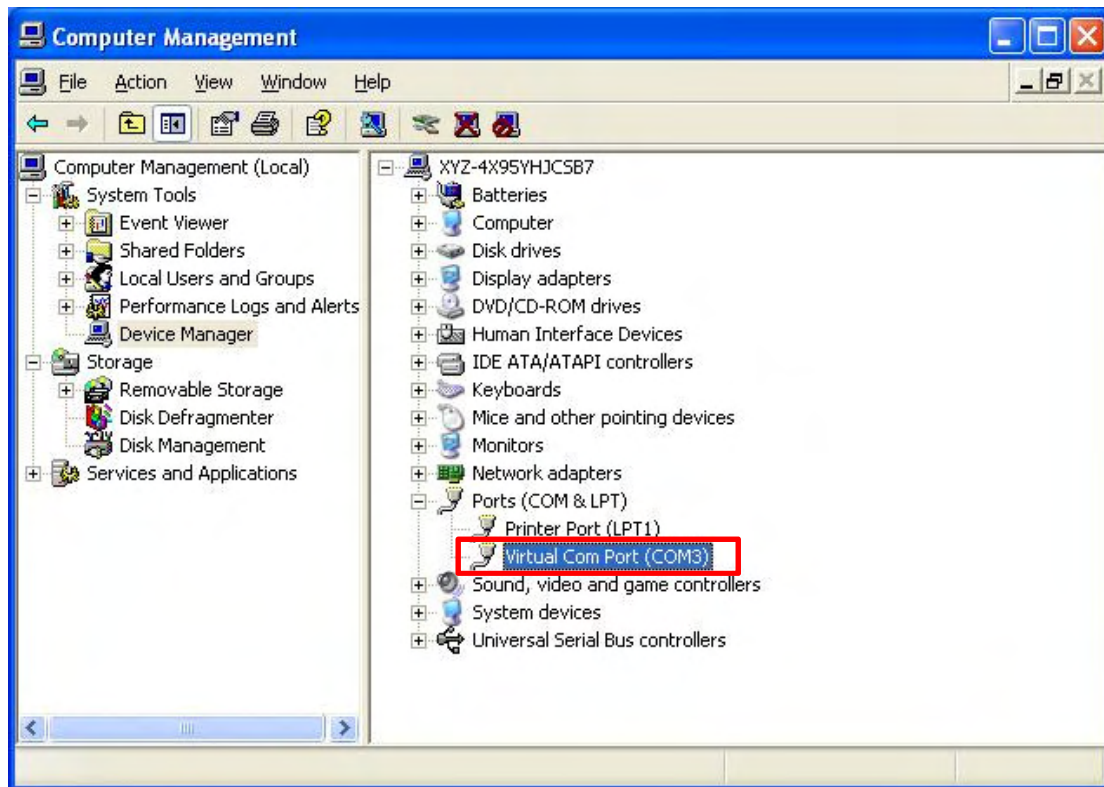 Computer Management
File Action View Window Help
Computer Management (Local)
System Tools
Event Viewer
Shared Folders
Local Users and Groups
Performance Logs and Alerts
Device Manager
Storage
Removable Storage
Disk Defragmenter
Disk Management
Services and Applications
XYZ-4X95YHJCSB7
Batteries
Computer
Disk drives
Display adapters
DVD/CD-ROM drives
Human Interface Devices
IDE ATA/ATAPI controllers
Keyboards
Mice and other pointing devices
Monitors
Network adapters
Ports (COM & LPT)
Printer Port (LPT1)
Virtual Com Port (COM3)
Sound, video and game controllers
System devices
Universal Serial Bus controllers